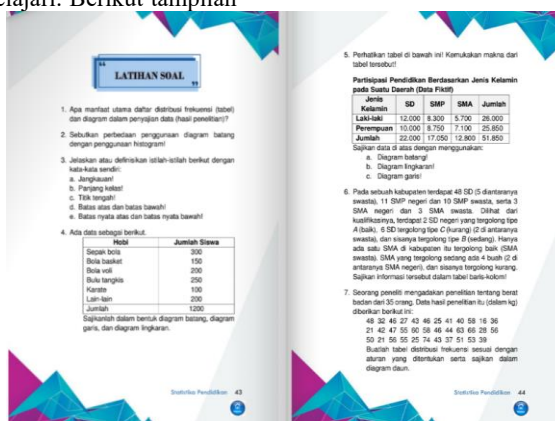 elajari. Berikut tampilan
LATIHAN SOAL
1. Apa manfaat utama daftar distribusi frekuensi (tabel)
dan diagram dalam penyajian data (hasil penelitian)?
2. Sebutkan perbedaan penggunaan diagram batang
dengan penggunaan histogram!
3. Jelaskan atau definisikan istilah-istilah berikut dengan
kata-kata sendiri:
a. Jangkauan!
b. Panjang kelas!
c. Titik tengah!
d. Batas atas dan batas bawah!
e. Batas nyata atas dan batas nyata bawah!
4. Ada data sebagai berikut.
Hobi Jumlah Siswa
Sepak bola 300
Bola basket 150
Bola voli 200
Bulu tangkis 250
Karate 100
Lain-lain 200
Jumlah 1200
Sajikanlah dalam bentuk diagram batang, diagram
garis, dan diagram lingkaran.
Statistika Pendidikan 43
5. Perhatikan tabel di bawah ini! Kemukakan makna dari
tabel tersebut!
Partisipasi Pendidikan Berdasarkan Jenis Kelamin
pada Suatu Daerah (Data Fiktif)
Jenis Kelamin SD SMP SMA Jumlah
Laki-laki 12.000 8.300 5.700 26.000
Perempuan 10.000 8.750 7.100 25.850
Jumlah 22.000 17.050 12.800 51.850
Sajikan data di atas dengan menggunakan:
a. Diagram batang!
b. Diagram lingkaran!
c. Diagram garis!
6. Pada sebuah kabupaten terdapat 48 SD (5 diantaranya
swasta), 11 SMP negeri dan 10 SMP swasta, serta 3
SMA negeri dan 3 SMA swasta. Dilihat dari
kualifikasinya, terdapat 2 SD negeri yang tergolong tipe
A (baik), 6 SD tergolong tipe C (kurang) (2 di antaranya
swasta), dan sisanya tergolong tipe B (sedang). Hanya
ada satu SMA di kabupaten itu tergolong baik (SMA
swasta). SMA yang tergolong sedang ada 4 buah (2 di
antaranya SMA negeri), dan sisanya tergolong kurang.
Sajikan informasi tersebut dalam tabel baris-kolom!
7. Seorang peneliti mengadakan penelitian tentang berat
badan dari 35 orang. Data hasil penelitian itu (dalam kg)
diberikan berikut ini:
48 32 46 27 43 46 25 41 40 58 16 36
21 42 47 55 60 58 46 44 63 66 28 56
50 21 56 55 25 74 43 37 51 53 39
Buatlah tabel distribusi frekuensi sesuai dengan
aturan yang ditentukan serta sajikan dalam
diagram daun.
Statistika Pendidikan 44